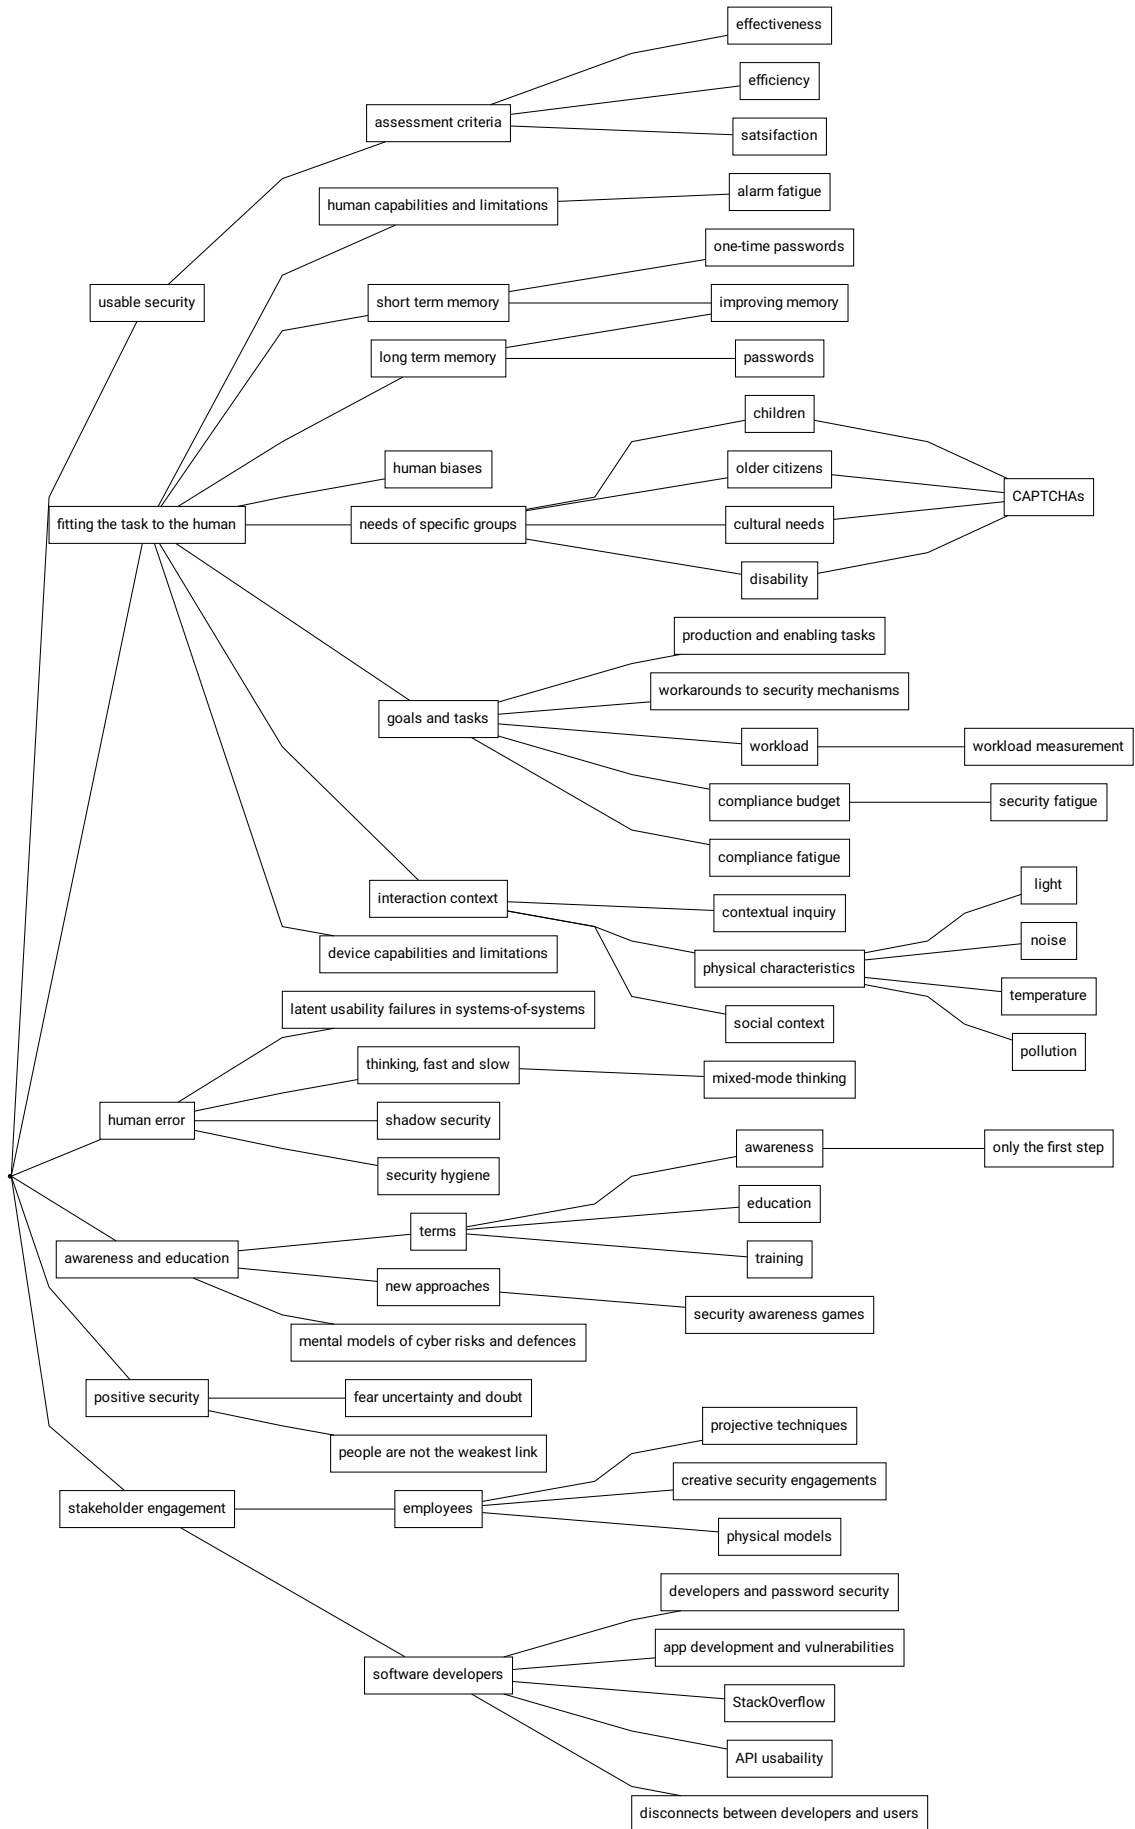 effectiveness
efficiency
assessment criteria
satsifaction
human capabilities and limitations
alarm fatigue
one-time passwords
usable security
short term memory
improving memory
long term memory
passwords
children
human biases
older citizens
CAPTCHAs
fitting the task to the human
needs of specific groups
cultural needs
disability
production and enabling tasks
workarounds to security mechanisms
goals and tasks
workload
workload measurement
compliance budget
security fatigue
compliance fatigue
light
interaction context
contextual inquiry
noise
device capabilities and limitations
physical characteristics
temperature
latent usability failures in systems-of-systems
social context
pollution
thinking, fast and slow
mixed-mode thinking
human error
shadow security
awareness
only the first step
security hygiene
education
terms
awareness and education
training
new approaches
security awareness games
mental models of cyber risks and defences
positive security
fear uncertainty and doubt
projective techniques
people are not the weakest link
creative security engagements
stakeholder engagement
employees
physical models
developers and password security
app development and vulnerabilities
software developers
StackOverflow
API usabaility
disconnects between developers and users